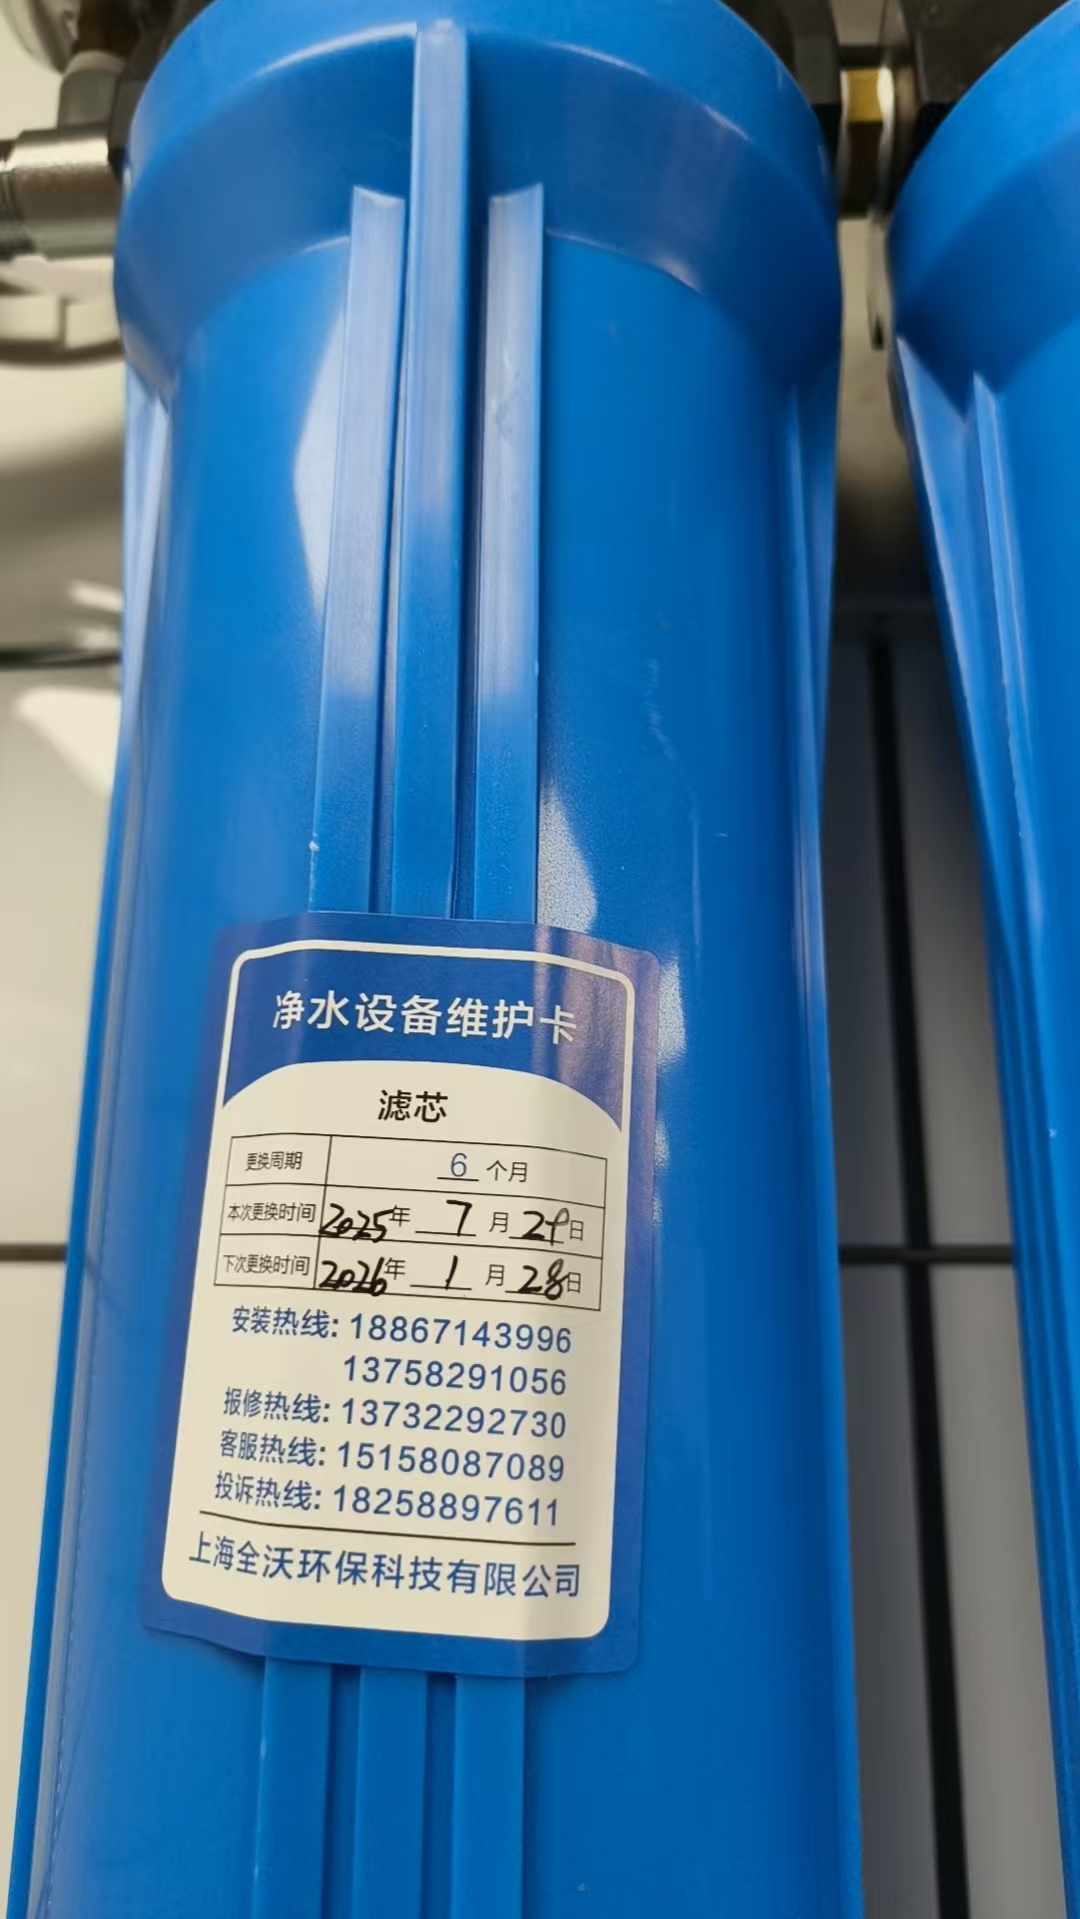 净水设备维护卡
滤芯
更换周期 6 个月
本次更换时间 2025年 7 月 29日
下次更换时间 2026年 1 月 28日
安装热线: 18867143996
13758291056
报修热线: 13732292730
客服热线: 15158087089
投诉热线: 18258897611
上海全沃环保科技有限公司